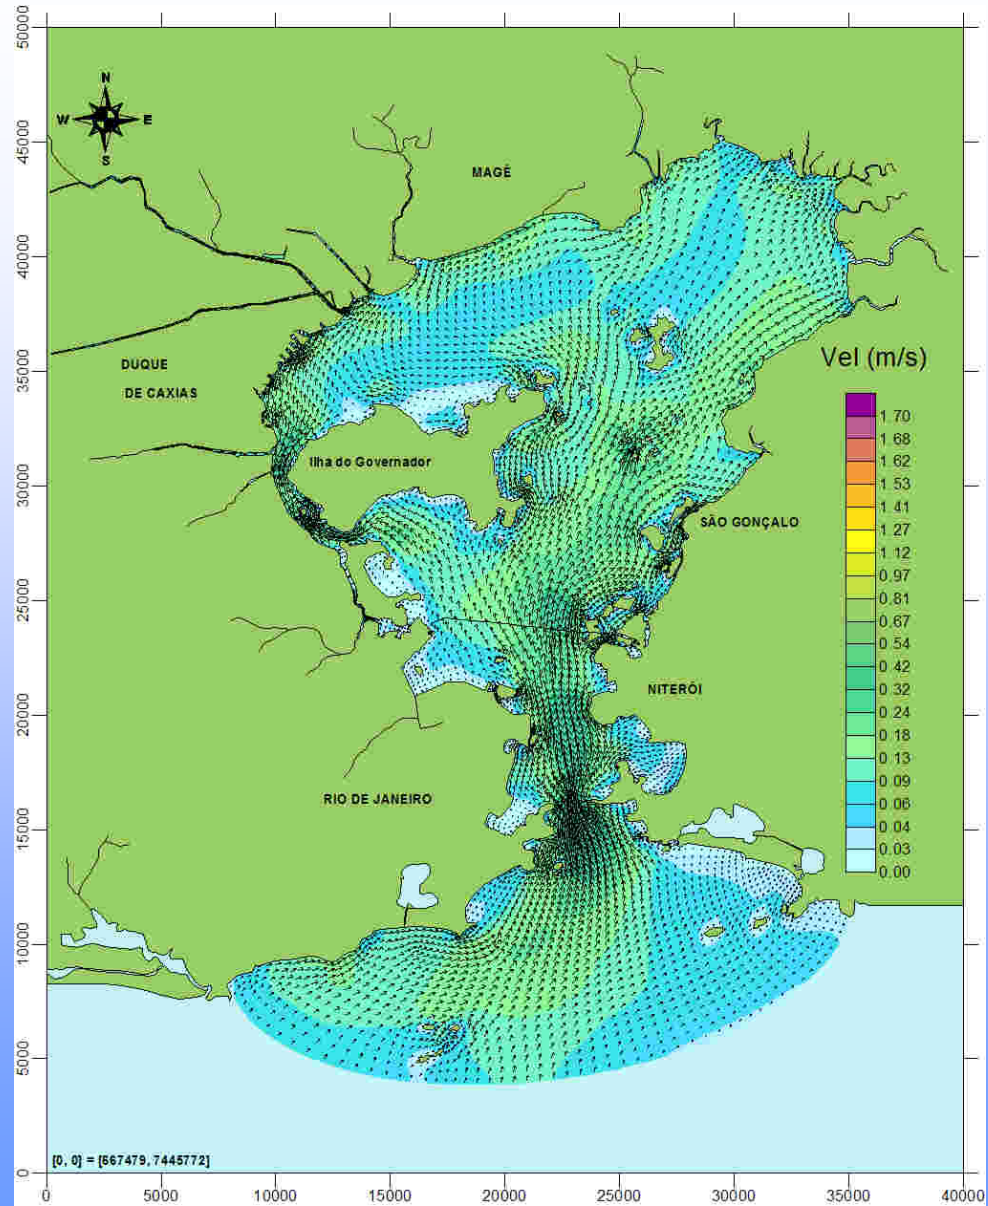 50000
45000
40000
35000
30000
25000
20000
15000
10000
5000
0
N
W
E
S
MAGÉ
DUQUE
DE CAXIAS
Ilha do Governador
SÃO GONÇALO
NITERÓI
RIO DE JANEIRO
Vel (m/s)
1.70
1.68
1.62
1.53
1.41
1.27
1.12
0.97
0.81
0.67
0.54
0.42
0.32
0.24
0.18
0.13
0.09
0.06
0.04
0.03
0.00
[0, 0] = [667479, 7445772]
0 5000 10000 15000 20000 25000 30000 35000 40000